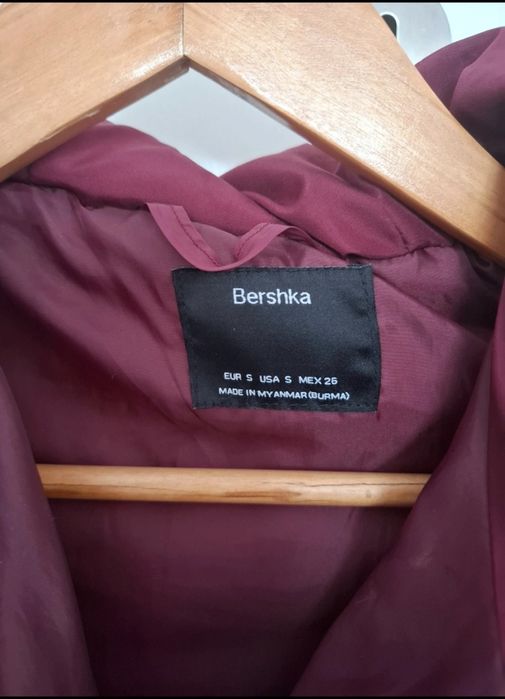 Bershka
EUR S USA S MEX 26
MADE IN MYANMAR (BURMA)